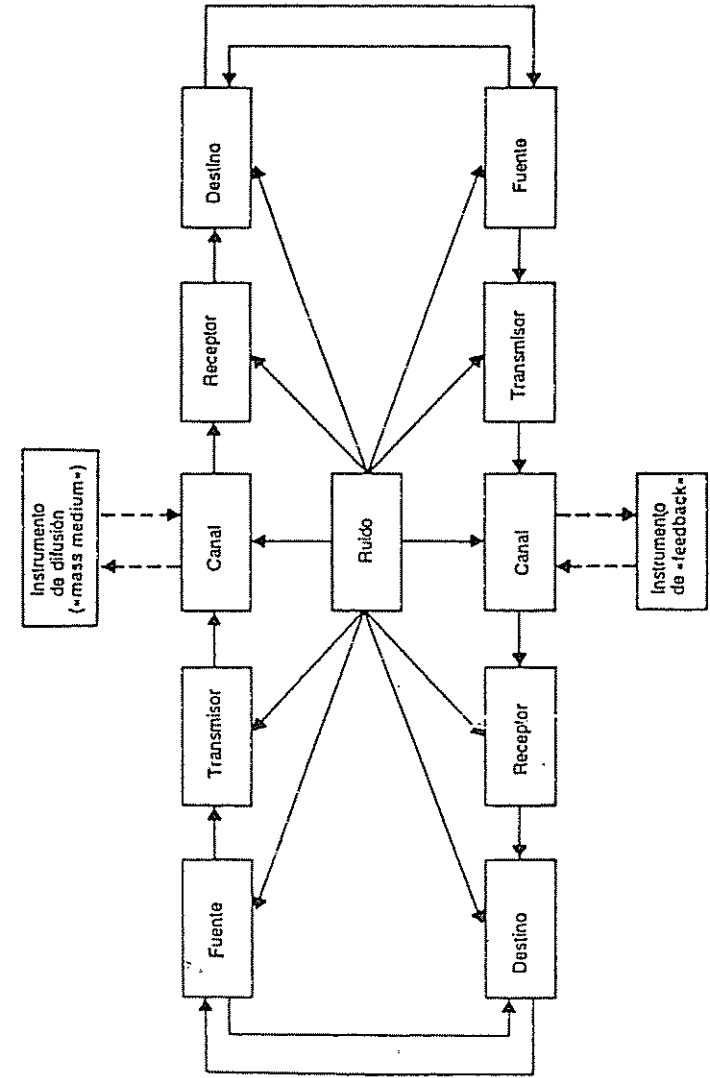 Instrumento
de difusión
(«mass medium»)
Fuente
Transmisor
Canal
Receptor
Destino
Ruido
Destino
Receptor
Canal
Transmisor
Fuente
Instrumento
de «feedback»